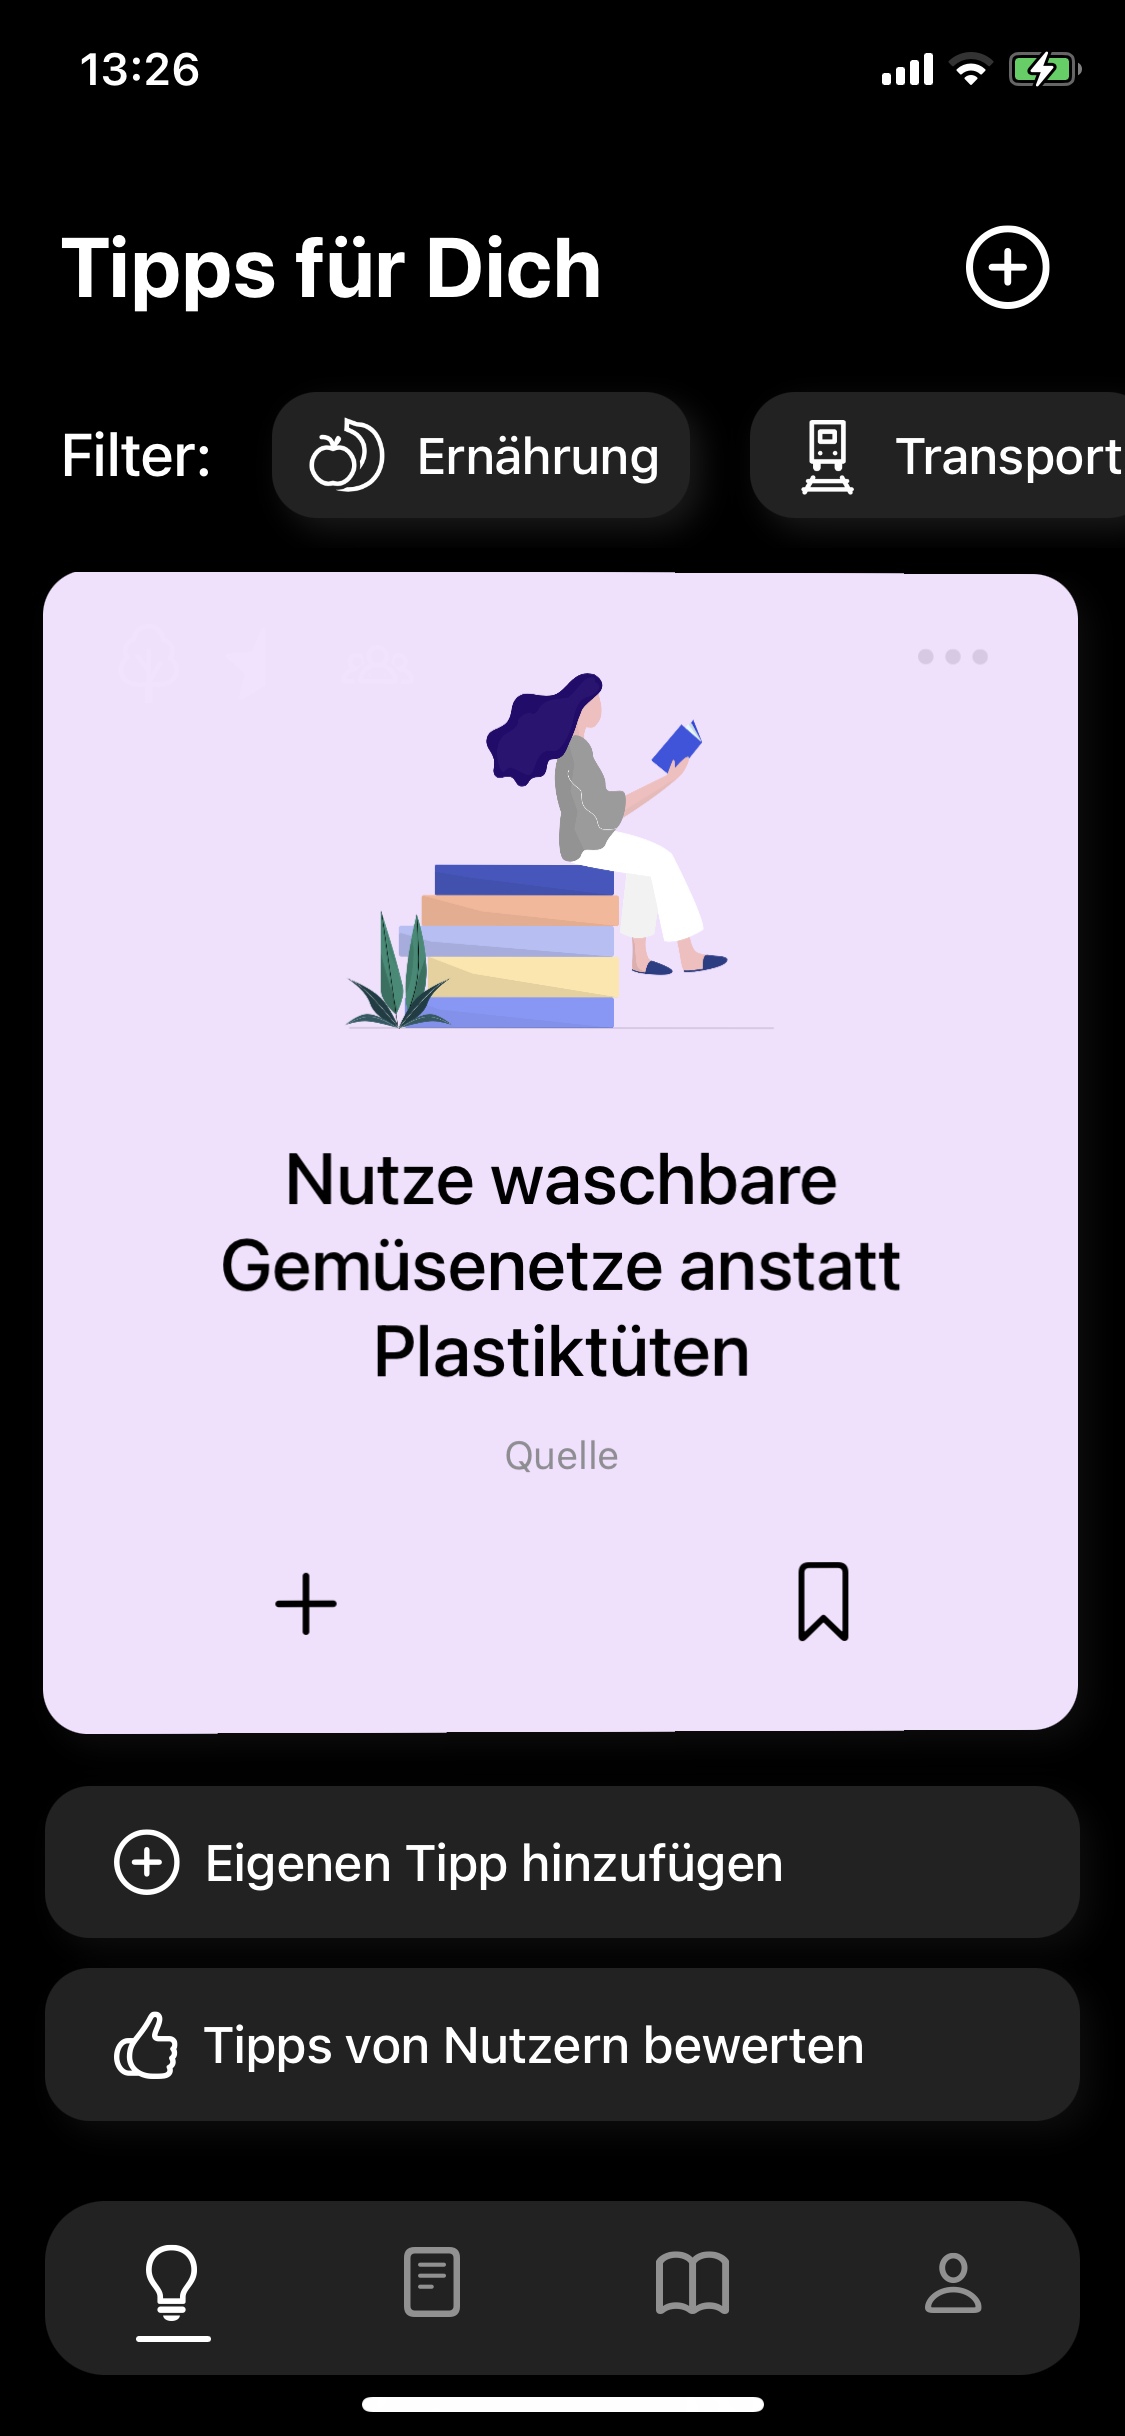 13:26
Tipps für Dich
Filter:
Ernährung
Transport
Nutze waschbare
Gemüsenetze anstatt
Plastiktüten
Quelle
Eigenen Tipp hinzufügen
Tipps von Nutzern bewerten